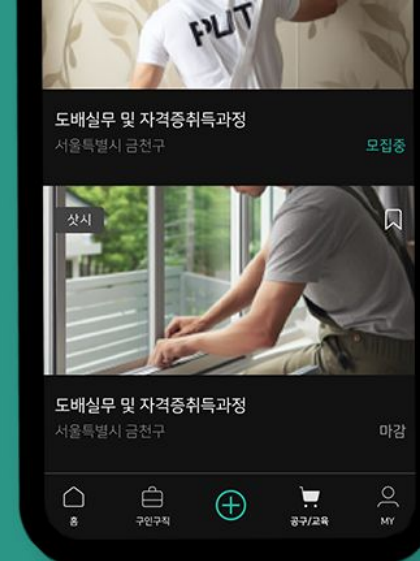 PUT
도배실무 및 자격증취득과정
서울특별시 금천구
모집중
샷시
도배실무 및 자격증취득과정
서울특별시 금천구
마감
홈
구인구직
공구/교육
MY